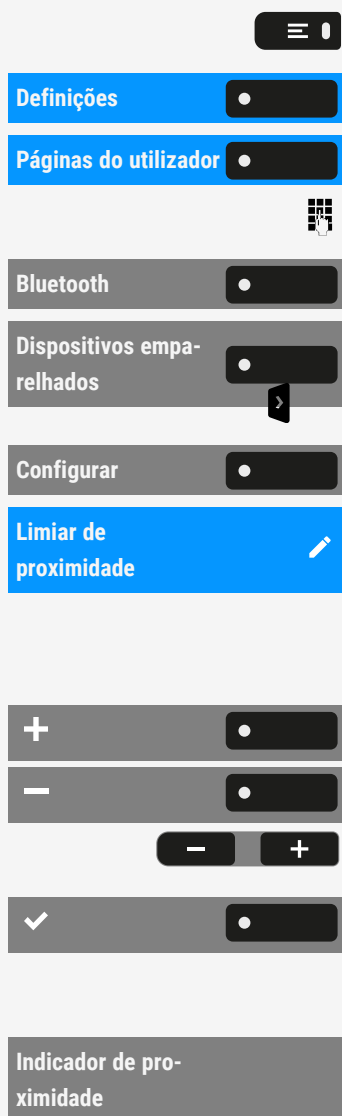 Definições
Páginas do utilizador
Bluetooth
Dispositivos empa-
relhados
Configurar
Limiar de
proximidade
Indicador de pro-
ximidade